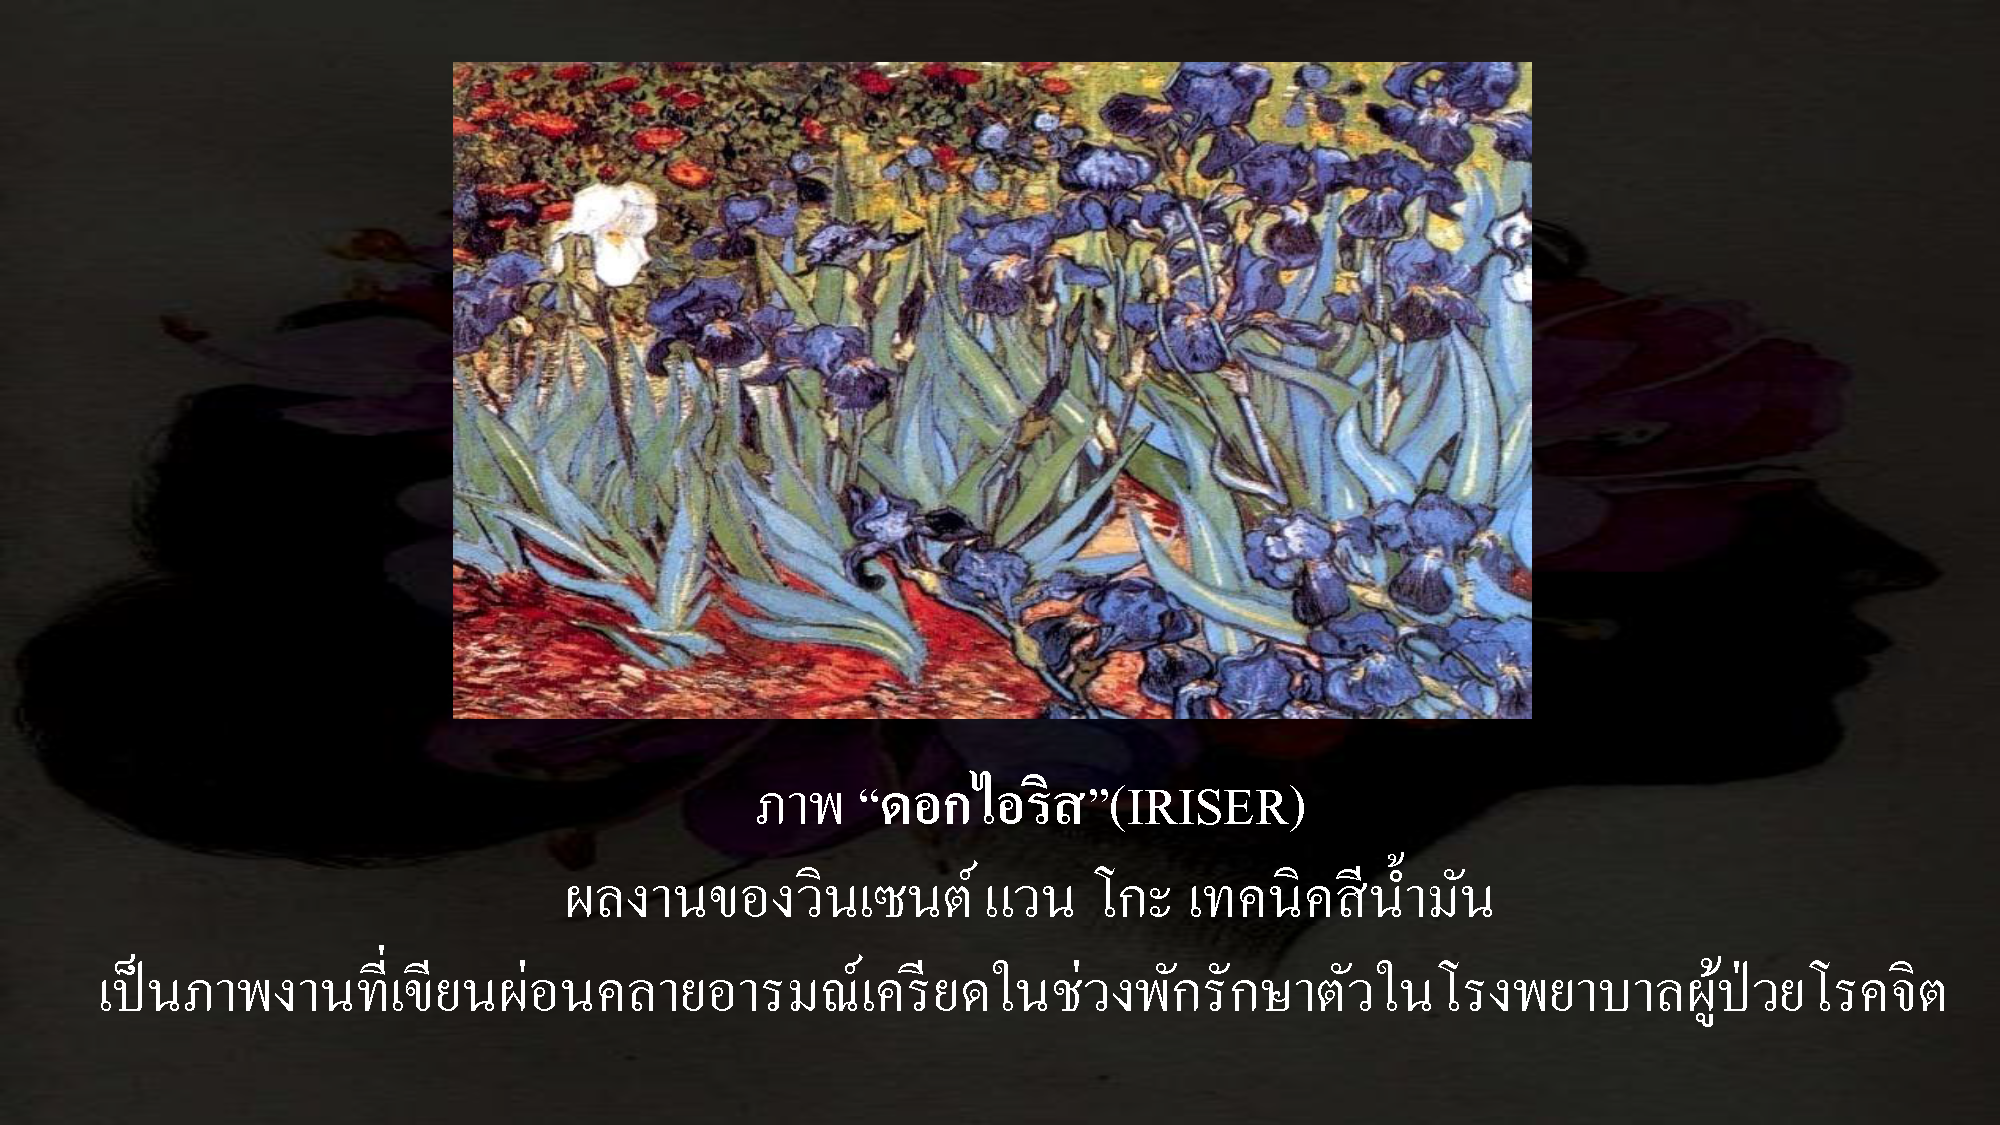 ภาพ “ดอกไอริส”(IRISER)
ผลงานของวินเซนต์ แวน โกะ เทคนิคสีน้ำมัน
เป็นภาพงานที่เขียนผ่อนคลายอารมณ์เครียดในช่วงพักรักษาตัวในโรงพยาบาลผู้ป่วยโรคจิต